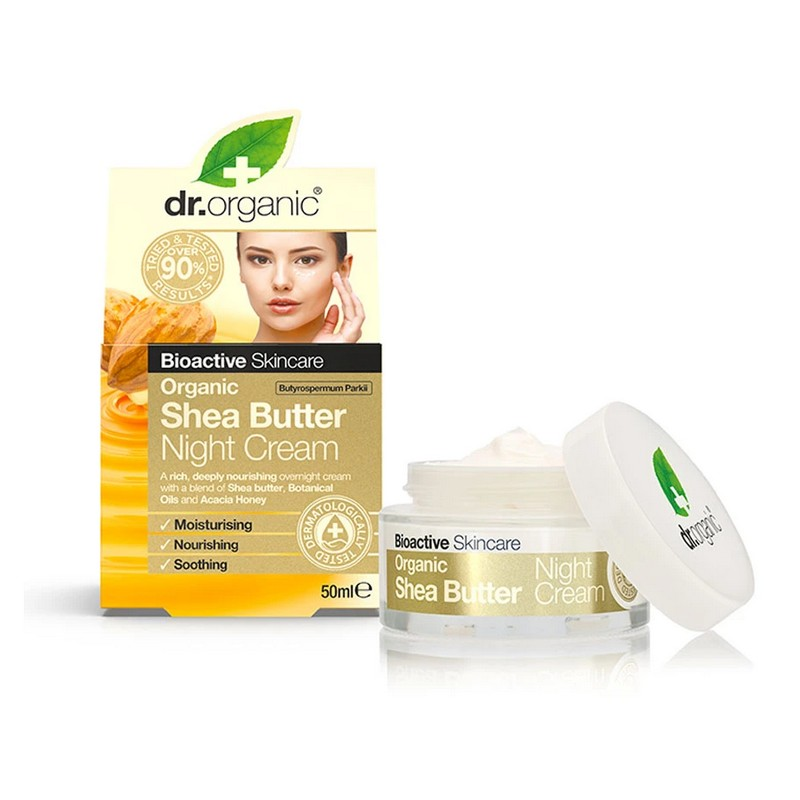 dr.organic®
TRIED & TESTED
OVER
90%
RESULTS*
Bioactive Skincare
Organic
Butyrospermum Parkii
Shea Butter
Night Cream
A rich, deeply nourishing overnight cream
with a blend of Shea butter, Botanical
Oils and Acacia Honey
✓ Moisturising
✓ Nourishing
✓ Soothing
DERMATOLOGICALLY TESTED
50ml℮
Bioactive Skincare
Organic
Shea Butter
Night
Cream
dr.organic®